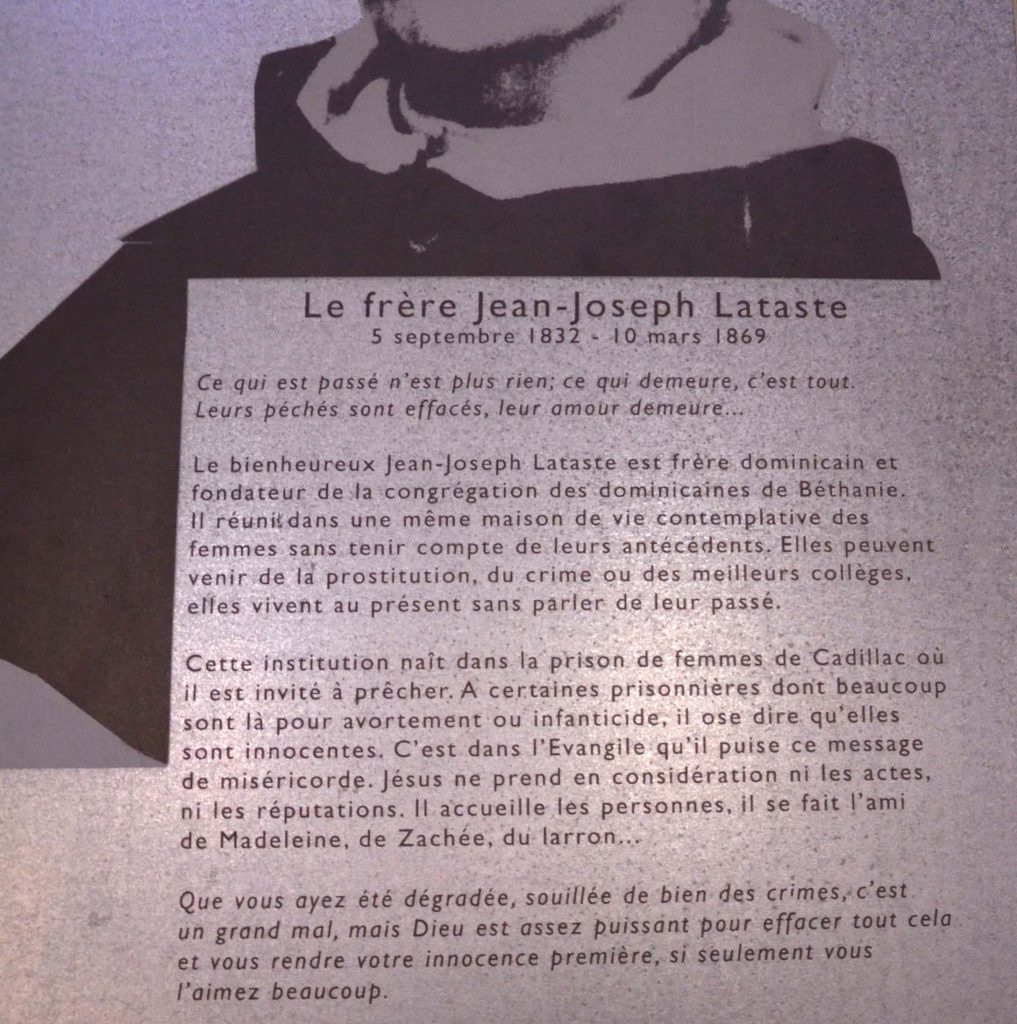 Le frère Jean-Joseph Lataste
5 septembre 1832 - 10 mars 1869
Ce qui est passé n'est plus rien; ce qui demeure, c'est tout.
Leurs péchés sont effacés, leur amour demeure...
Le bienheureux Jean-Joseph Lataste est frère dominicain et
fondateur de la congrégation des dominicaines de Béthanie.
Il réunit dans une même maison de vie contemplative des
femmes sans tenir compte de leurs antécédents. Elles peuvent
venir de la prostitution, du crime ou des meilleurs collèges,
elles vivent au présent sans parler de leur passé.
Cette institution naît dans la prison de femmes de Cadillac où
il est invité à prêcher. A certaines prisonnières dont beaucoup
sont là pour avortement ou infanticide, il ose dire qu'elles
sont innocentes. C'est dans l'Evangile qu'il puise ce message
de miséricorde. Jésus ne prend en considération ni les actes,
ni les réputations. Il accueille les personnes, il se fait l'ami
de Madeleine, de Zachée, du larron...
Que vous ayez été dégradée, souillée de bien des crimes, c'est
un grand mal, mais Dieu est assez puissant pour effacer tout cela
et vous rendre votre innocence première, si seulement vous
l'aimez beaucoup.